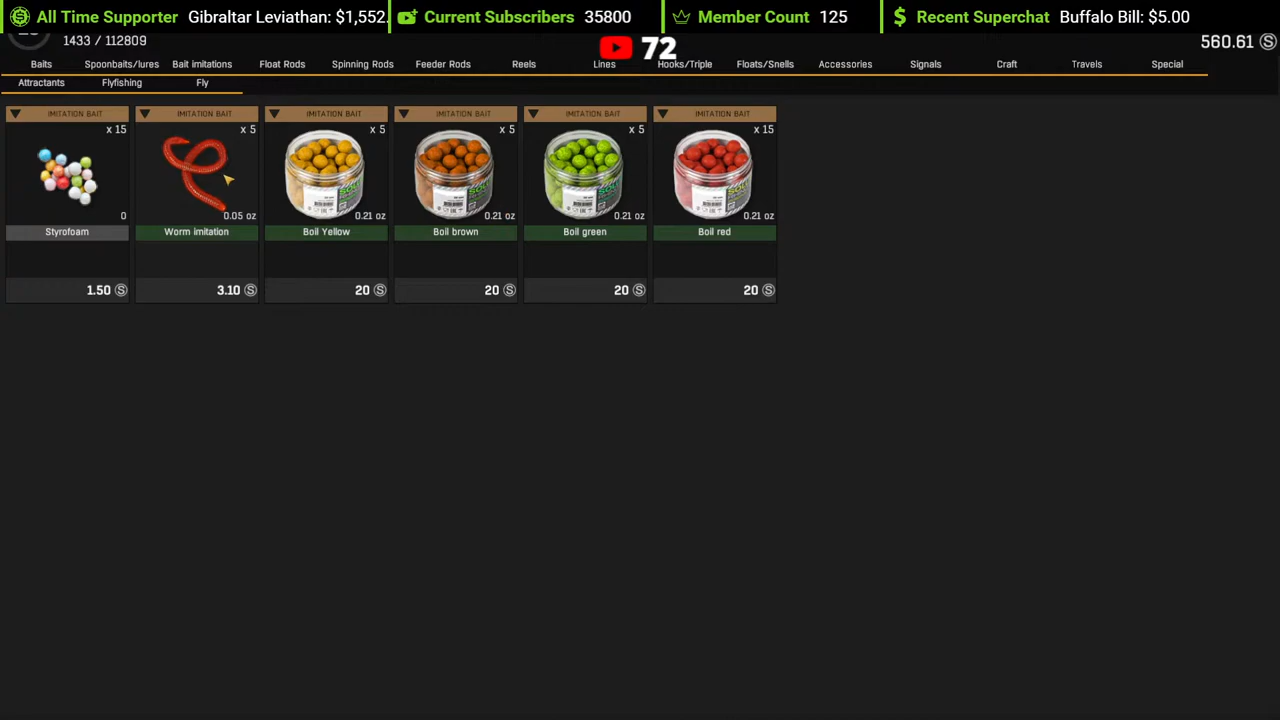 All Time Supporter Gibraltar Leviathan: $1,552. Current Subscribers 35800 Member Count 125 Recent Superchat Buffalo Bill: $5.00
1433 / 112809 72 560.61
Baits Spoonbaits/lures Bait imitations Float Rods Spinning Rods Feeder Rods Reels Lines Hooks/Triple Floats/Snells Accessories Signals Craft Travels Special
Attractants Flyfishing Fly
IMITATION BAIT IMITATION BAIT IMITATION BAIT IMITATION BAIT IMITATION BAIT IMITATION BAIT
x 15 x 5 x 5 x 5 x 5 x 15
0 0.05 oz 0.21 oz 0.21 oz 0.21 oz 0.21 oz
Styrofoam Worm imitation Boil Yellow Boil brown Boil green Boil red
1.50 3.10 20 20 20 20